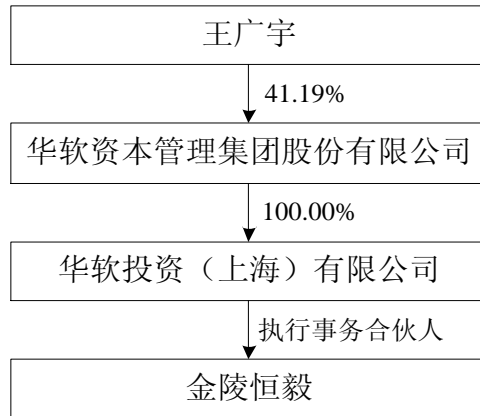 王广宇
41.19%
华软资本管理集团股份有限公司
100.00%
华软投资（上海）有限公司
执行事务合伙人
金陵恒毅